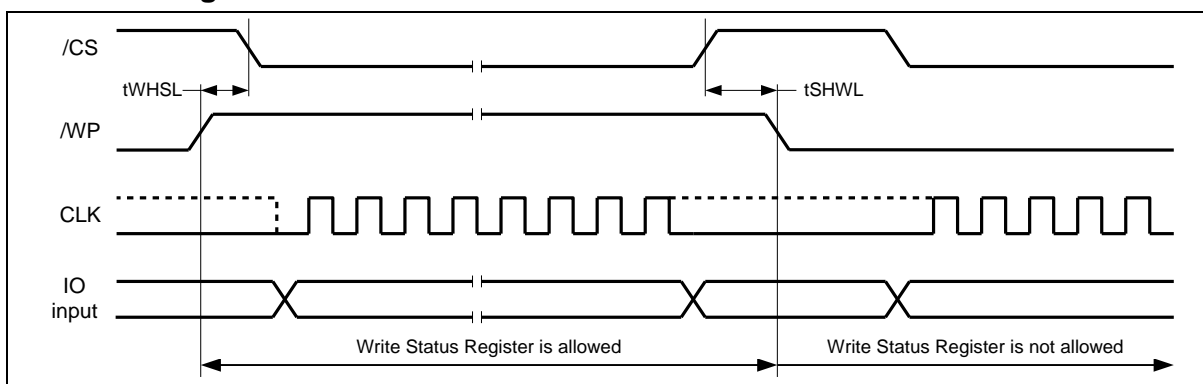 /CS
tWHSL
tSHWL
/WP
CLK
IO
input
Write Status Register is allowed
Write Status Register is not allowed